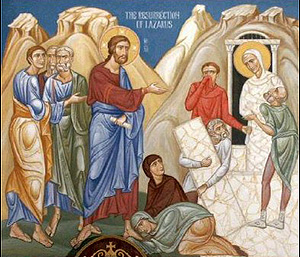 THE RESURRECTION
OF LAZARUS